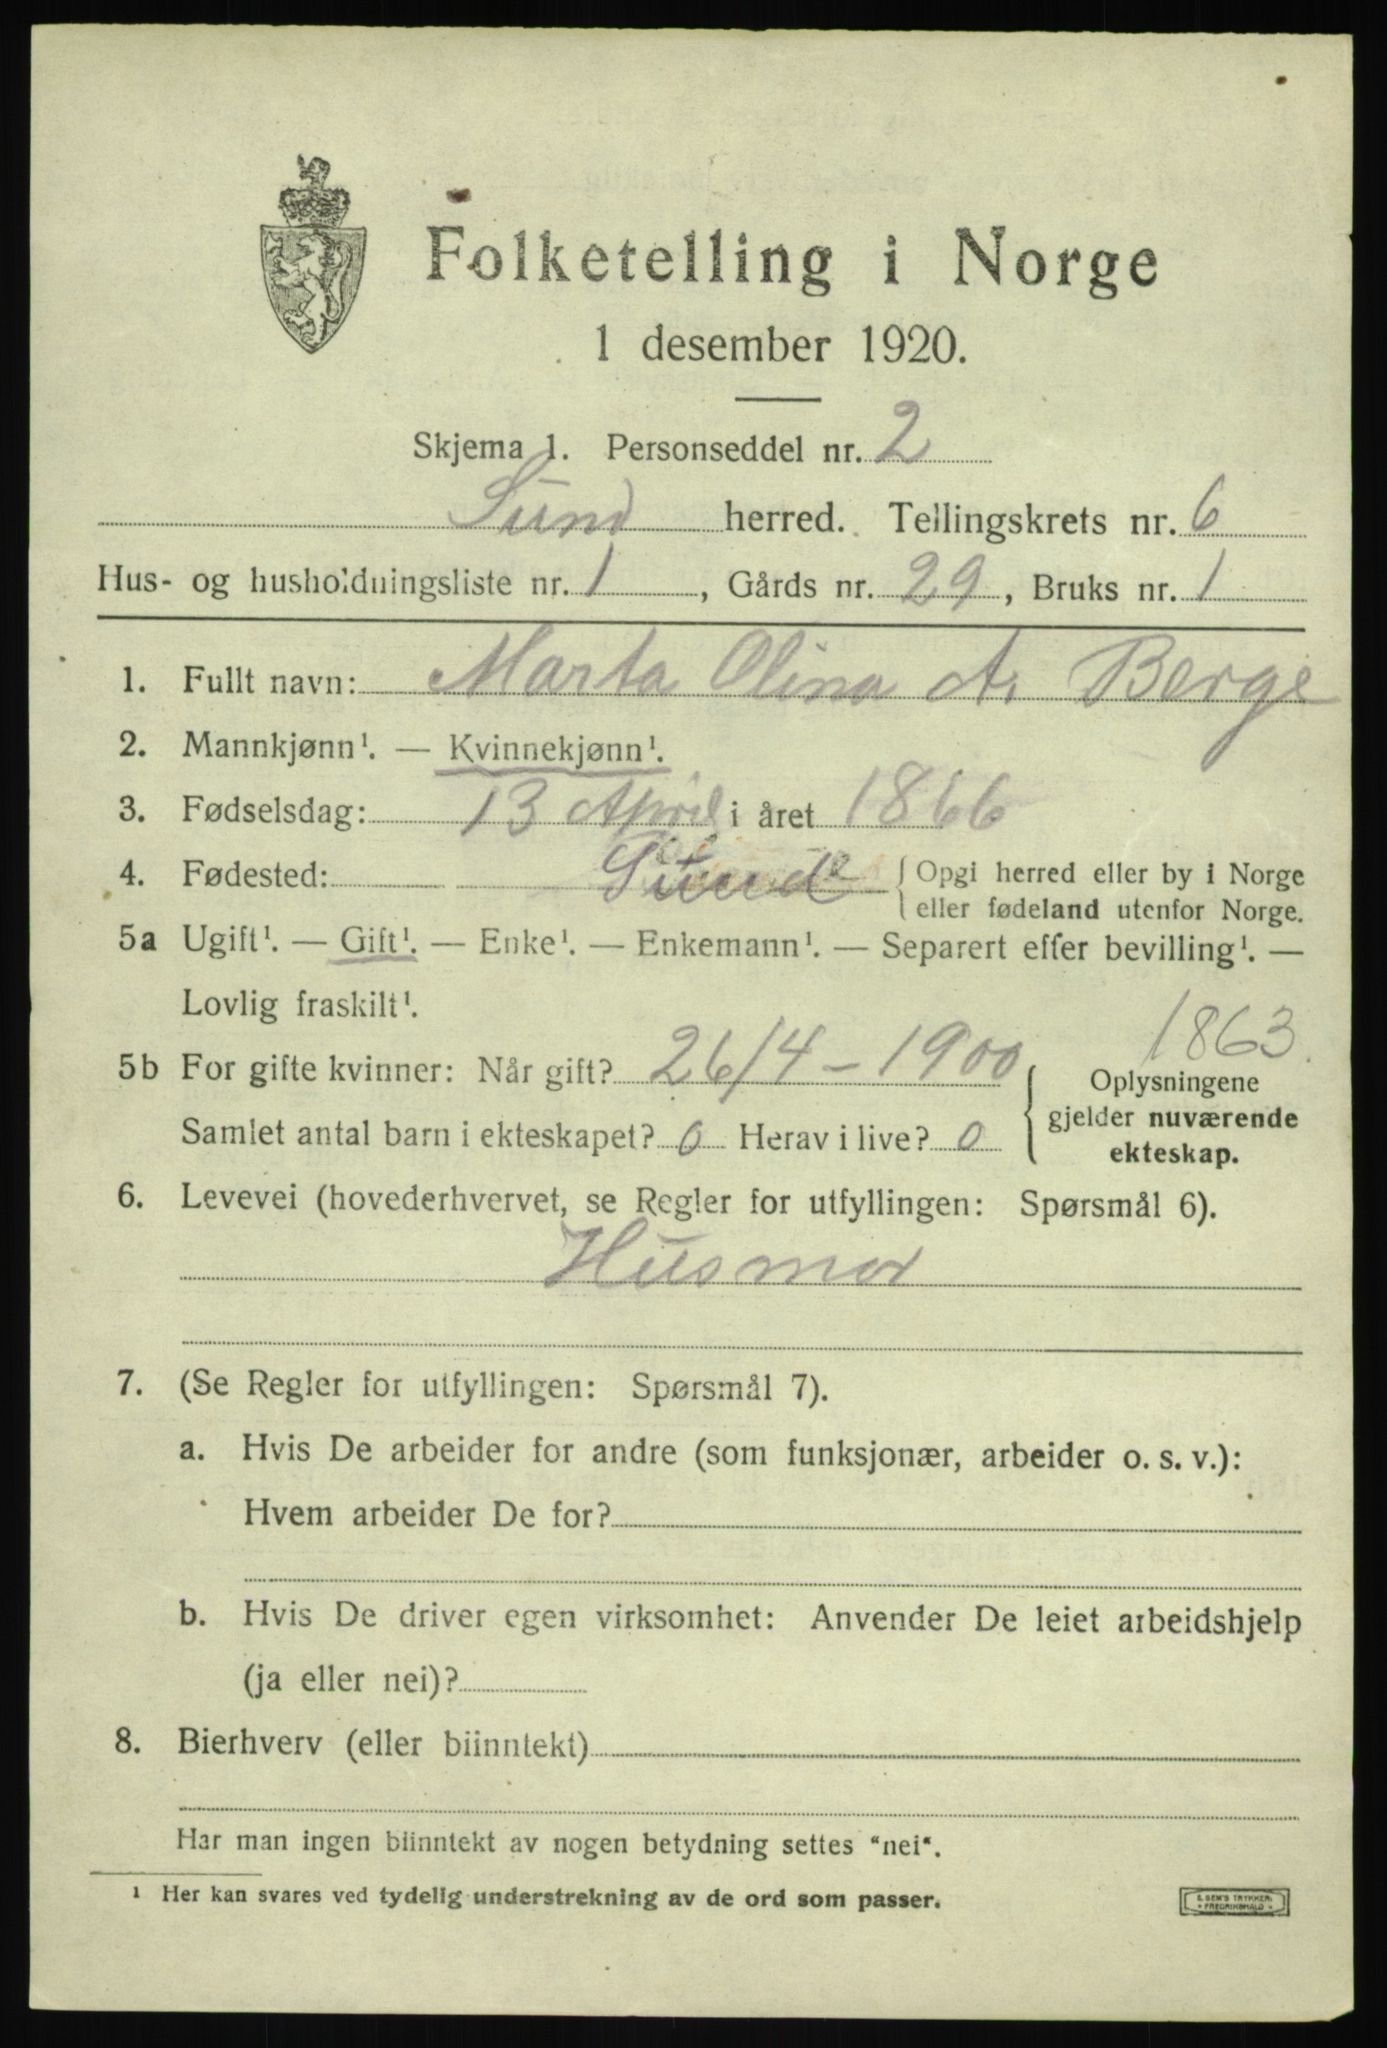 Folketelling i Norge
1 desember 1920.
Skjema 1. Personseddel nr. 2
Sund herred. Tellingskrets nr. 6
Hus- og husholdningsliste nr. 1, Gårds nr. 29, Bruks nr. 1
1. Fullt navn: Marta Olina A. Berge
2. Mannkjønn¹. — Kvinnekjønn¹.
3. Fødselsdag: 13 April i året 1866
4. Fødested: Sund { Opgi herred eller by i Norge
eller fødeland utenfor Norge.
5a Ugift¹. — Gift¹. — Enke¹. — Enkemann¹. — Separert efter bevilling¹. —
Lovlig fraskilt¹.
1863.
5b For gifte kvinner: Når gift? 26/4 – 1900 { Oplysningene
gjelder nuværende
Samlet antal barn i ekteskapet? 0 Herav i live? 0
ekteskap.
6. Levevei (hovederhvervet, se Regler for utfyllingen: Spørsmål 6).
Husmor
7. (Se Regler for utfyllingen: Spørsmål 7).
a. Hvis De arbeider for andre (som funksjonær, arbeider o. s. v.):
Hvem arbeider De for?
b. Hvis De driver egen virksomhet: Anvender De leiet arbeidshjelp
(ja eller nei)?
8. Bierhverv (eller biinntekt)
Har man ingen biinntekt av nogen betydning settes "nei".
¹ Her kan svares ved tydelig understrekning av de ord som passer.
FREDRIKSHALD